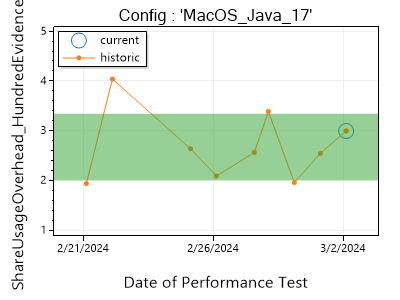 Config : 'MacOS_Java_17'
ShareUsageOverhead_HundredEvidence
5
4
3
2
1
current
historic
2/21/2024
2/26/2024
3/2/2024
Date of Performance Test